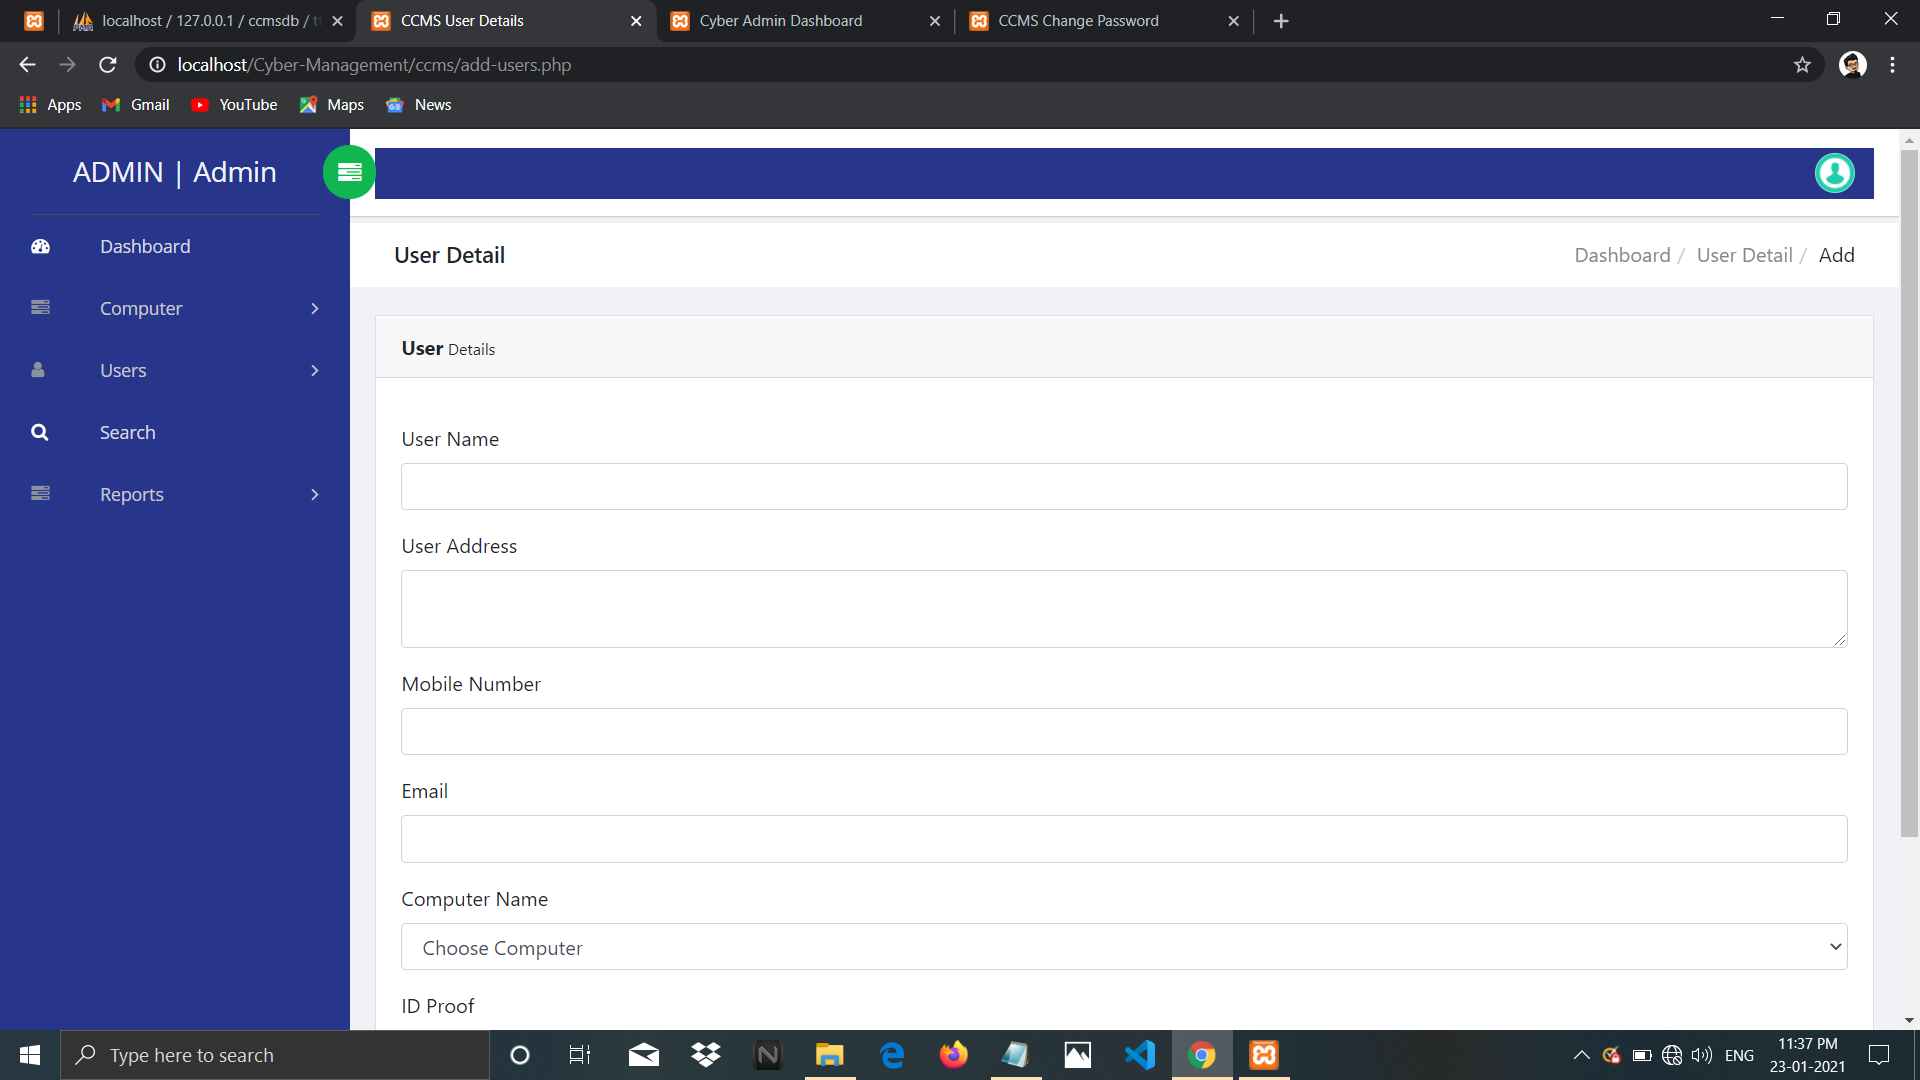 localhost / 127.0.0.1 / ccmsdb / t
CCMS User Details
Cyber Admin Dashboard
CCMS Change Password
localhost/Cyber-Management/ccms/add-users.php
Apps
Gmail
YouTube
Maps
News
ADMIN | Admin
Dashboard
Computer
Users
Search
Reports
User Detail
Dashboard / User Detail / Add
User Details
User Name
User Address
Mobile Number
Email
Computer Name
Choose Computer
ID Proof
Type here to search
ENG
11:37 PM
23-01-2021